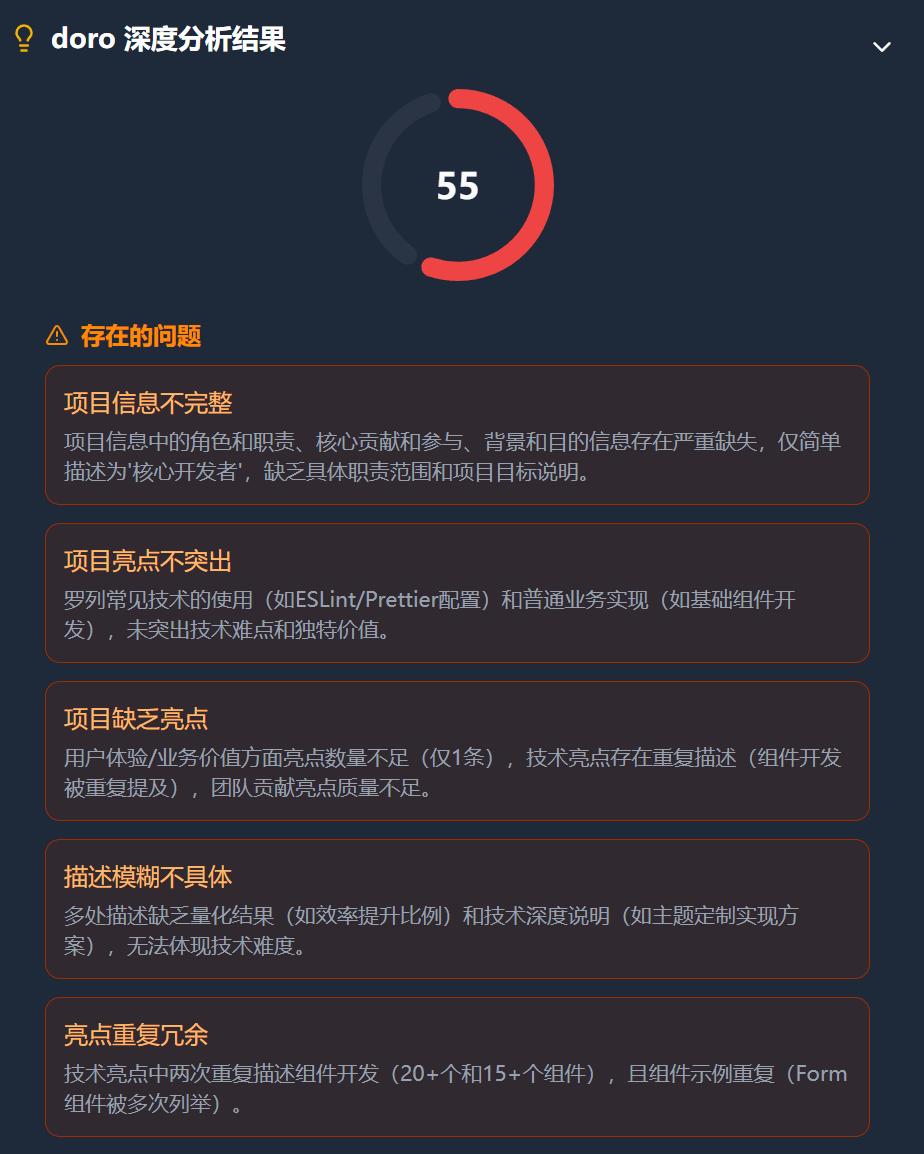 doro 深度分析结果
55
存在的问题
项目信息不完整
项目信息中的角色和职责、核心贡献和参与、背景和目的信息存在严重缺失，仅简单
描述为'核心开发者'，缺乏具体职责范围和项目目标说明。
项目亮点不突出
罗列常见技术的使用（如ESLint/Prettier配置）和普通业务实现（如基础组件开
发），未突出技术难点和独特价值。
项目缺乏亮点
用户体验/业务价值方面亮点数量不足（仅1条），技术亮点存在重复描述（组件开发
被重复提及），团队贡献亮点质量不足。
描述模糊不具体
多处描述缺乏量化结果（如效率提升比例）和技术深度说明（如主题定制实现方
案），无法体现技术难度。
亮点重复冗余
技术亮点中两次重复描述组件开发（20+个和15+个组件），且组件示例重复（Form
组件被多次列举）。